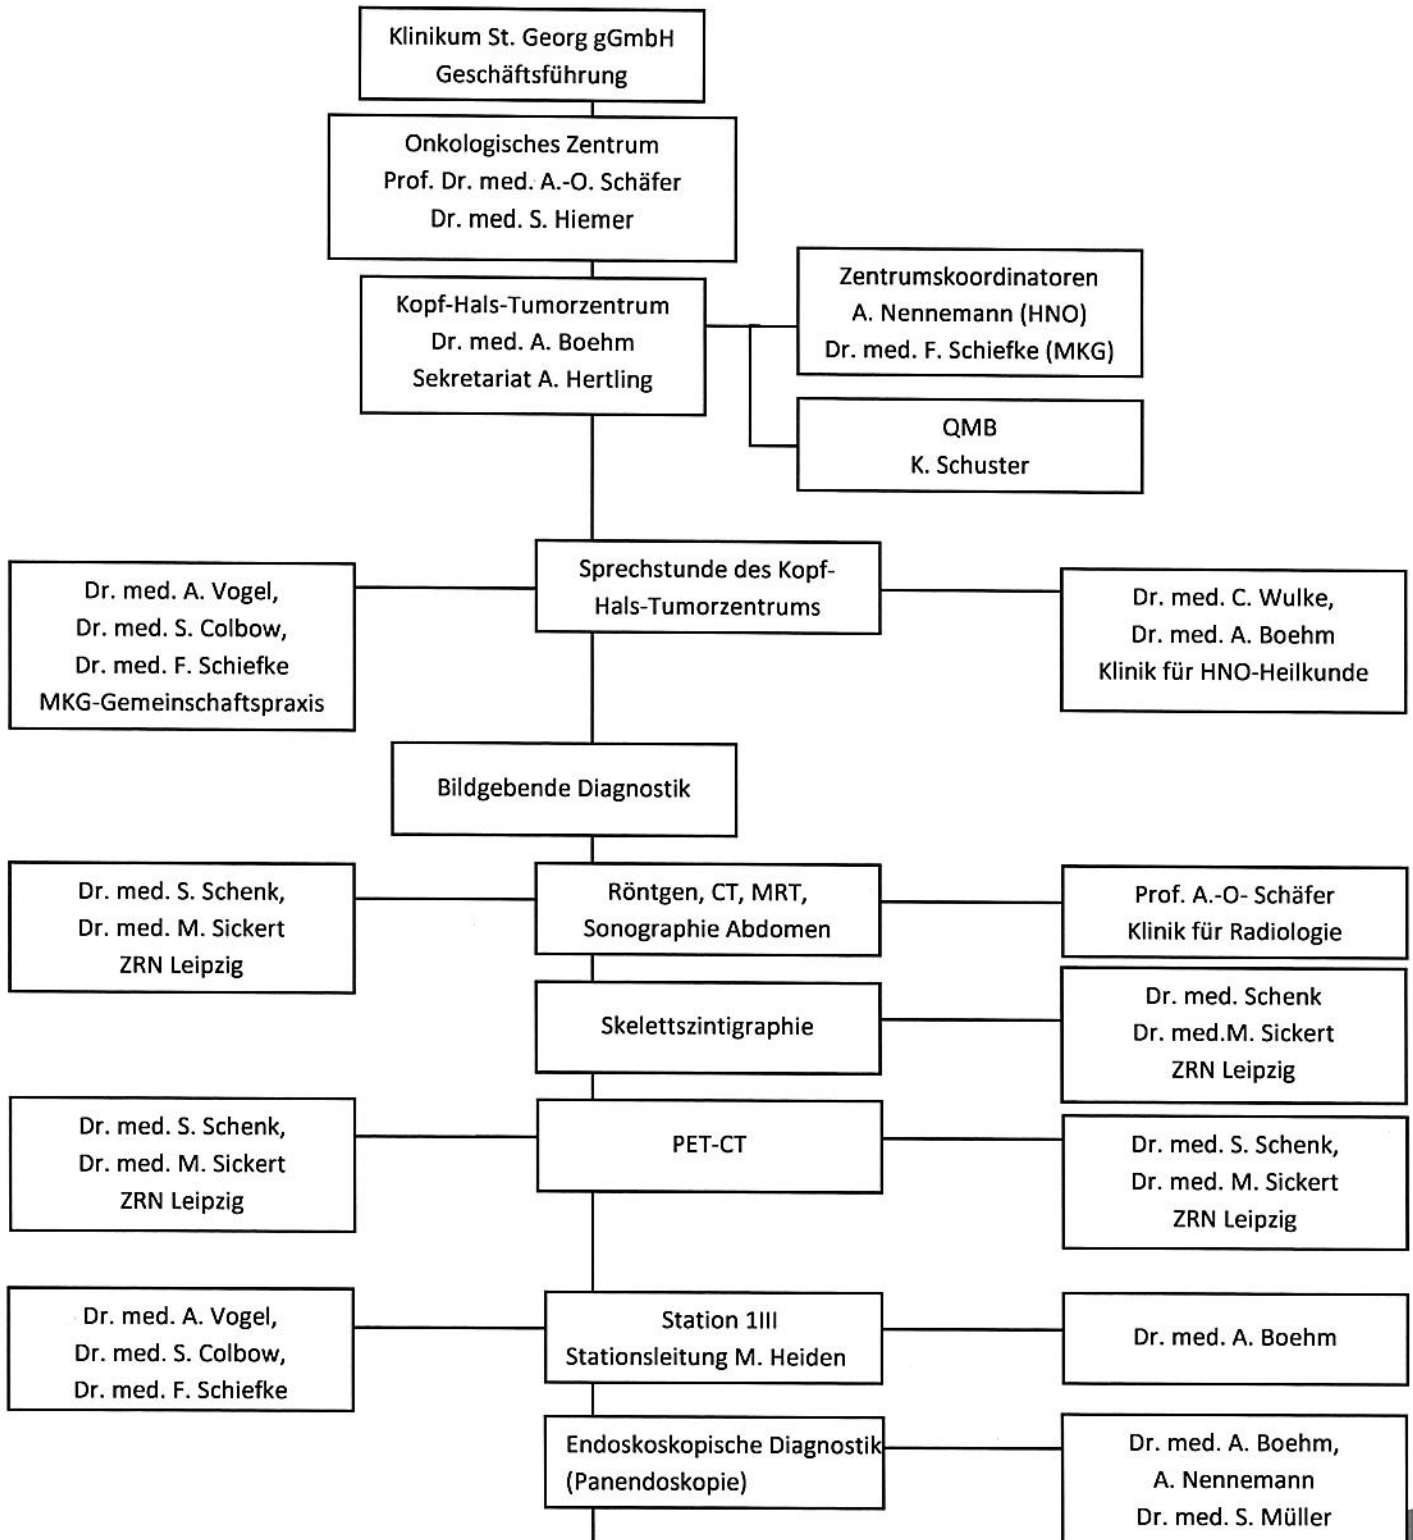 Klinikum St. Georg gGmbH
Geschäftsführung
Onkologisches Zentrum
Prof. Dr. med. A.-O. Schäfer
Dr. med. S. Hiemer
Kopf-Hals-Tumorzentrum
Dr. med. A. Boehm
Sekretariat A. Hertling
Zentrumskoordinatoren
A. Nennemann (HNO)
Dr. med. F. Schiefke (MKG)
QMB
K. Schuster
Dr. med. A. Vogel,
Dr. med. S. Colbow,
Dr. med. F. Schiefke
MKG-Gemeinschaftspraxis
Sprechstunde des Kopf-
Hals-Tumorzentrums
Dr. med. C. Wulke,
Dr. med. A. Boehm
Klinik für HNO-Heilkunde
Bildgebende Diagnostik
Dr. med. S. Schenk,
Dr. med. M. Sickert
ZRN Leipzig
Röntgen, CT, MRT,
Sonographie Abdomen
Prof. A.-O- Schäfer
Klinik für Radiologie
Skelettszintigraphie
Dr. med. Schenk
Dr. med.M. Sickert
ZRN Leipzig
Dr. med. S. Schenk,
Dr. med. M. Sickert
ZRN Leipzig
PET-CT
Dr. med. S. Schenk,
Dr. med. M. Sickert
ZRN Leipzig
Dr. med. A. Vogel,
Dr. med. S. Colbow,
Dr. med. F. Schiefke
Station 1III
Stationsleitung M. Heiden
Dr. med. A. Boehm
Endoskoskopische Diagnostik
(Panendoskopie)
Dr. med. A. Boehm,
A. Nennemann
Dr. med. S. Müller